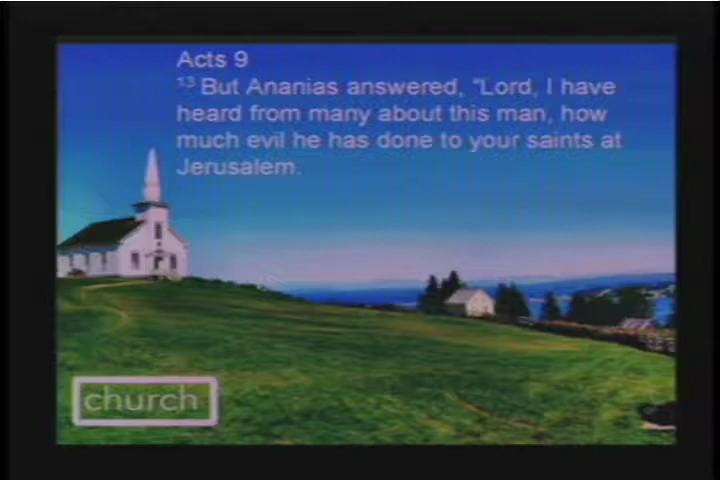 Acts 9
13 But Ananias answered, "Lord, I have
heard from many about this man, how
much evil he has done to your saints at
Jerusalem.
church